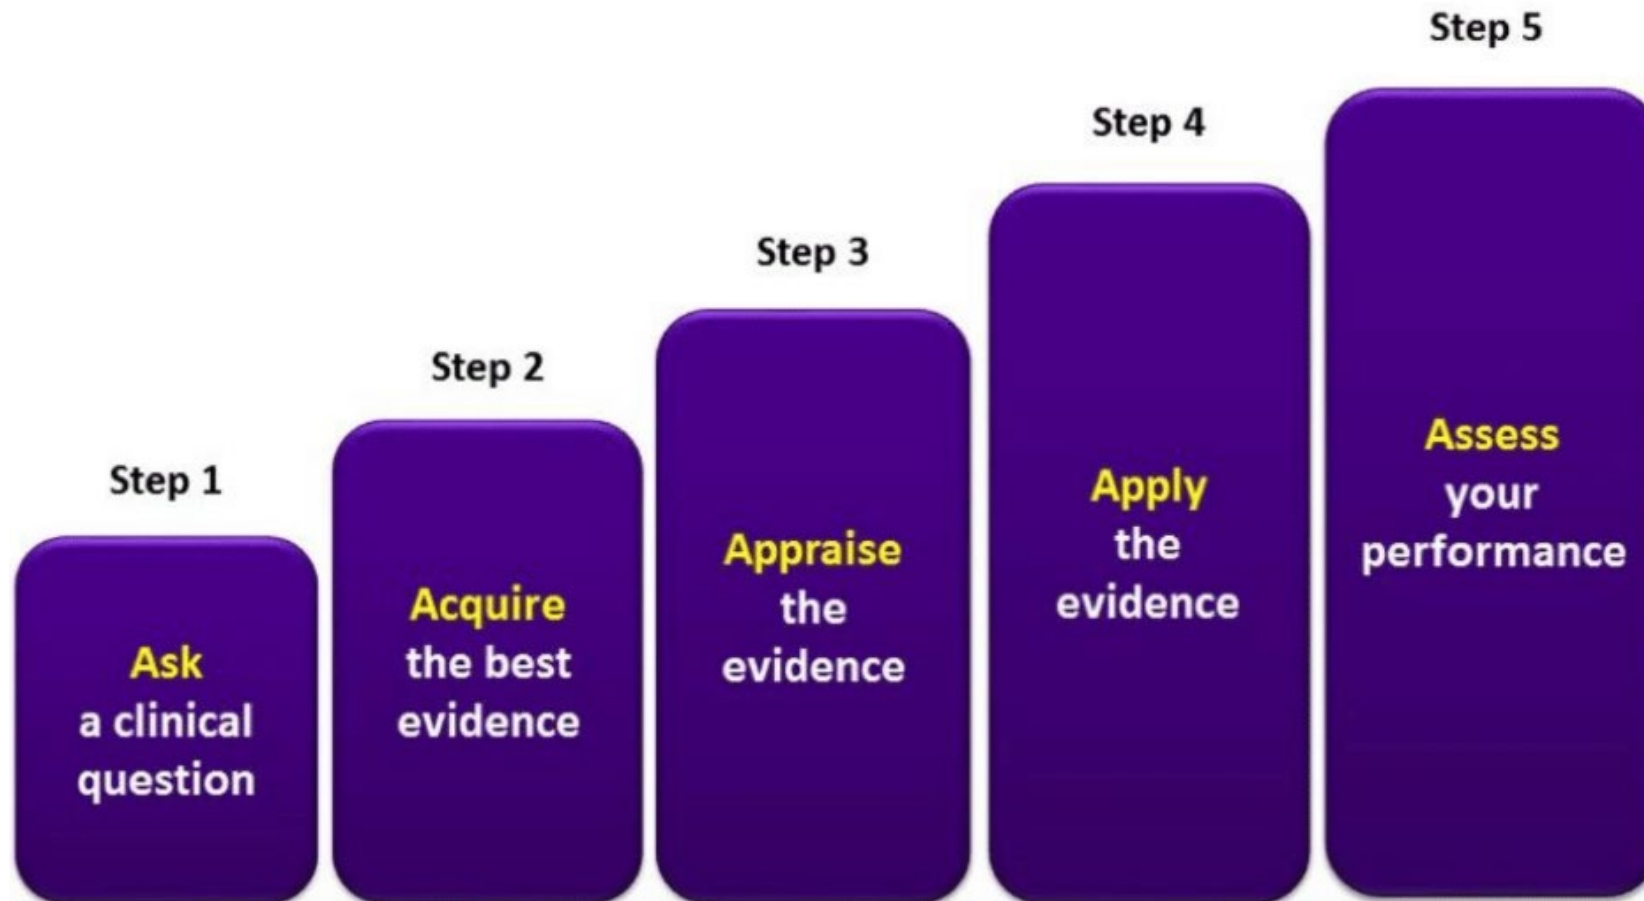 Step 1
Ask
a clinical
question
Step 2
Acquire
the best
evidence
Step 3
Appraise
the
evidence
Step 4
Apply
the
evidence
Step 5
Assess
your
performance